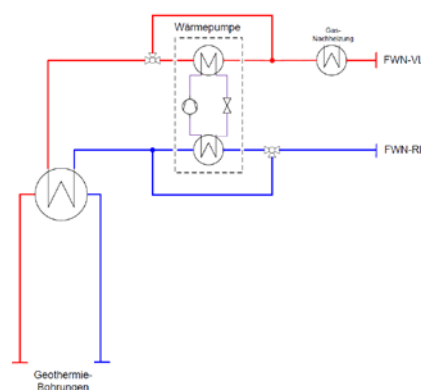 Wärmepumpe
Gas-
Nachheizung
FWN-VL
FWN-RL
Geothermie-
Bohrungen